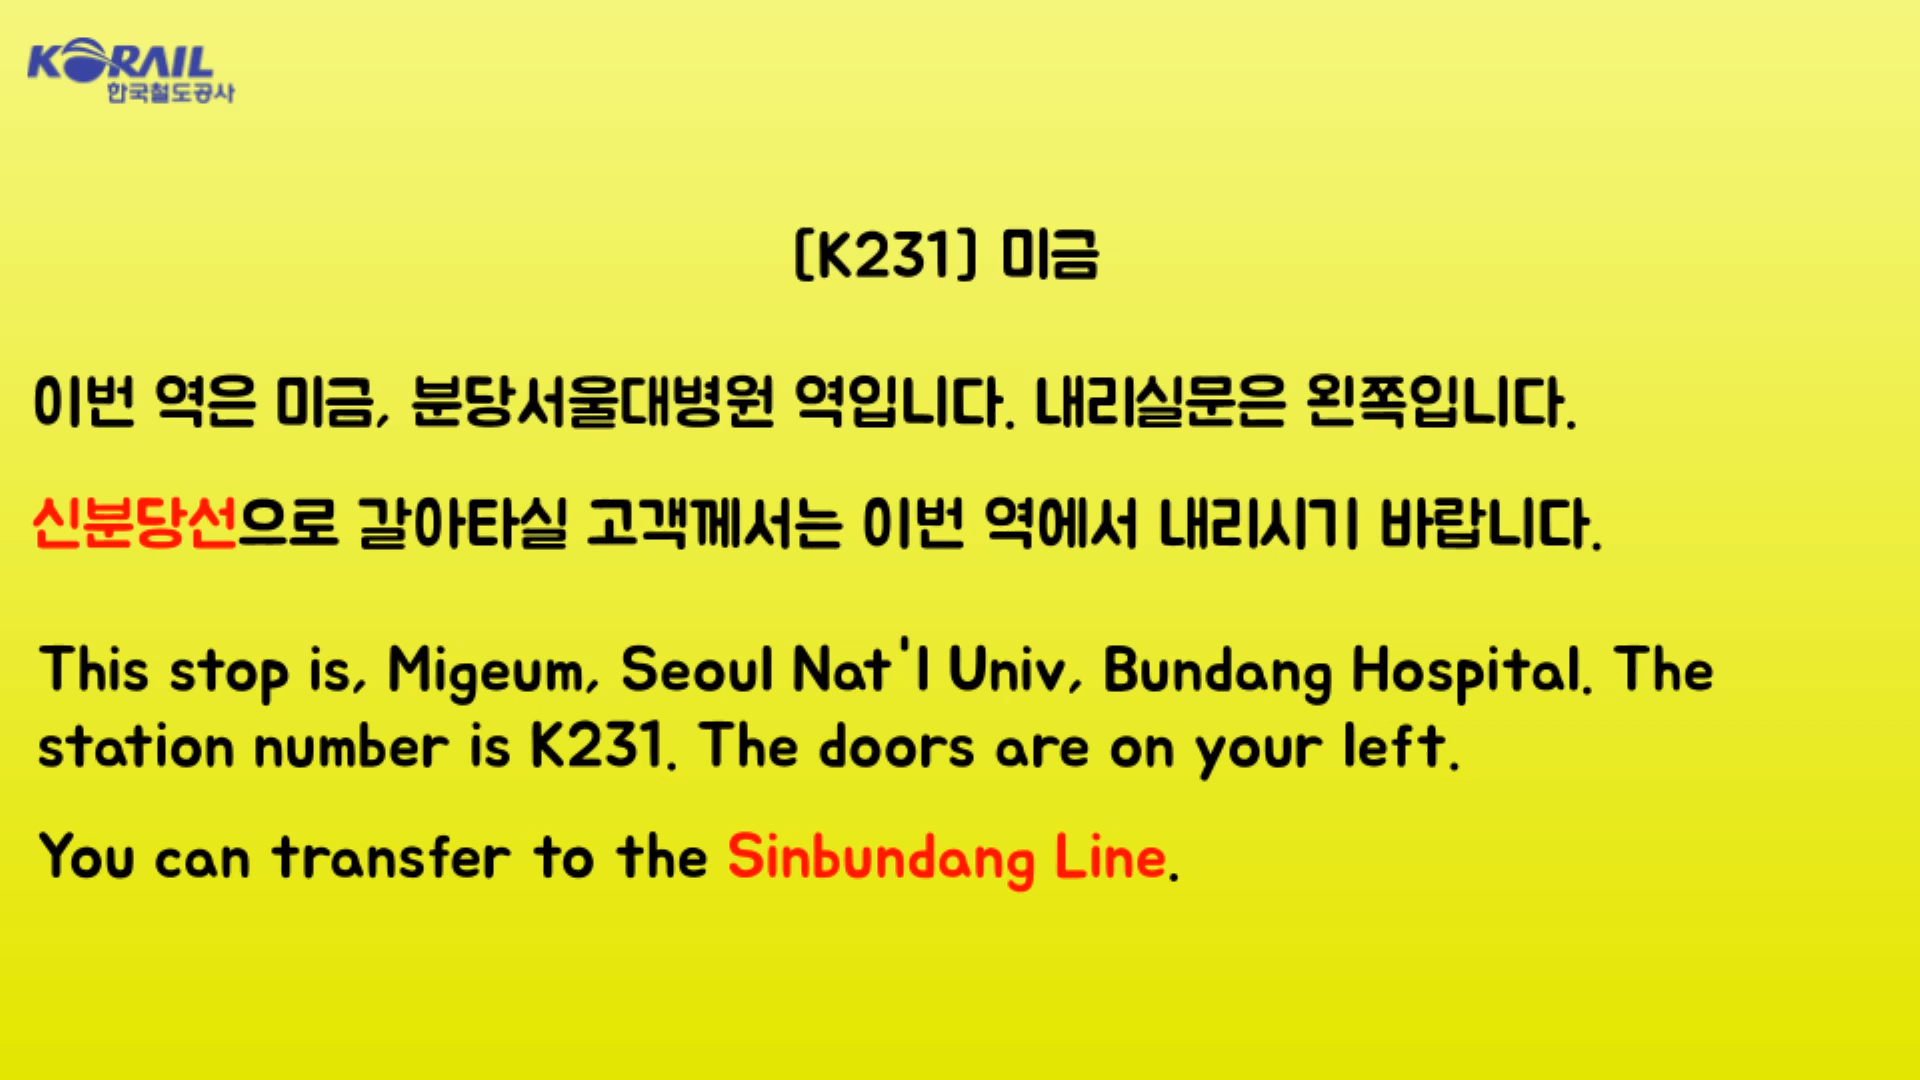 KORAIL
한국철도공사
[K231] 미금
이번 역은 미금, 분당서울대병원 역입니다. 내리실문은 왼쪽입니다.
신분당선으로 갈아타실 고객께서는 이번 역에서 내리시기 바랍니다.
This stop is, Migeum, Seoul Nat'l Univ, Bundang Hospital. The
station number is K231. The doors are on your left.
You can transfer to the Sinbundang Line.